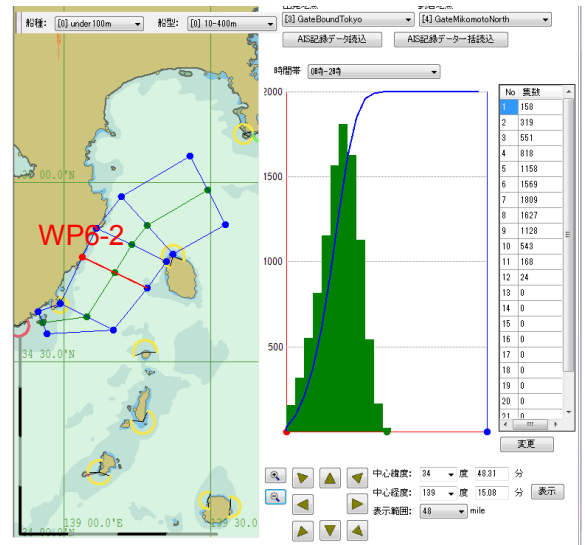 船種: [0] under100m 船型: [0] 10-400m
[3] GateBoundTokyo [4] GateMikomotoNorth
AIS記録データ読込 AIS記録データ一括読込
時間帯 0時-23時
2000
1500
1000
500
No 隻数
1 158
2 319
3 551
4 818
5 1158
6 1569
7 1809
8 1627
9 1128
10 543
11 168
12 24
13 0
14 0
15 0
16 0
17 0
18 0
19 0
20 0
21 0
変更
WP6-2
00.0'N
34 30.0'N
139 00.0'E
139 30.0
中心緯度: 34 度 48.31 分
中心経度: 139 度 15.08 分 表示
表示範囲: 48 mile